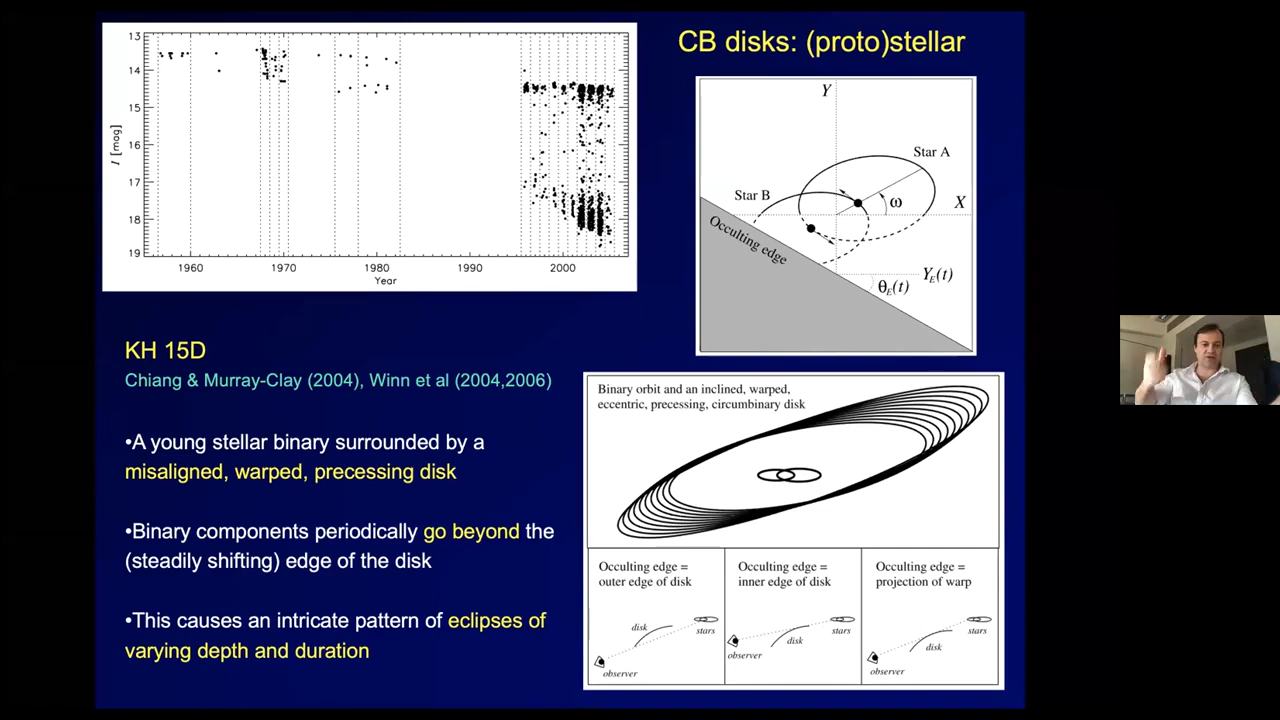 CB disks: (proto)stellar
13
14
15
16
17
18
19
I [mag]
1960
1970
1980
1990
2000
Year
Y
Star A
Star B
ω
X
Occulting edge
Y_E(t)
θ_E(t)
KH 15D
Chiang & Murray-Clay (2004), Winn et al (2004,2006)
•A young stellar binary surrounded by a
misaligned, warped, precessing disk
•Binary components periodically go beyond the
(steadily shifting) edge of the disk
•This causes an intricate pattern of eclipses of
varying depth and duration
Binary orbit and an inclined, warped,
eccentric, precessing, circumbinary disk
Occulting edge =
outer edge of disk
disk
stars
observer
Occulting edge =
inner edge of disk
stars
disk
observer
Occulting edge =
projection of warp
stars
disk
observer